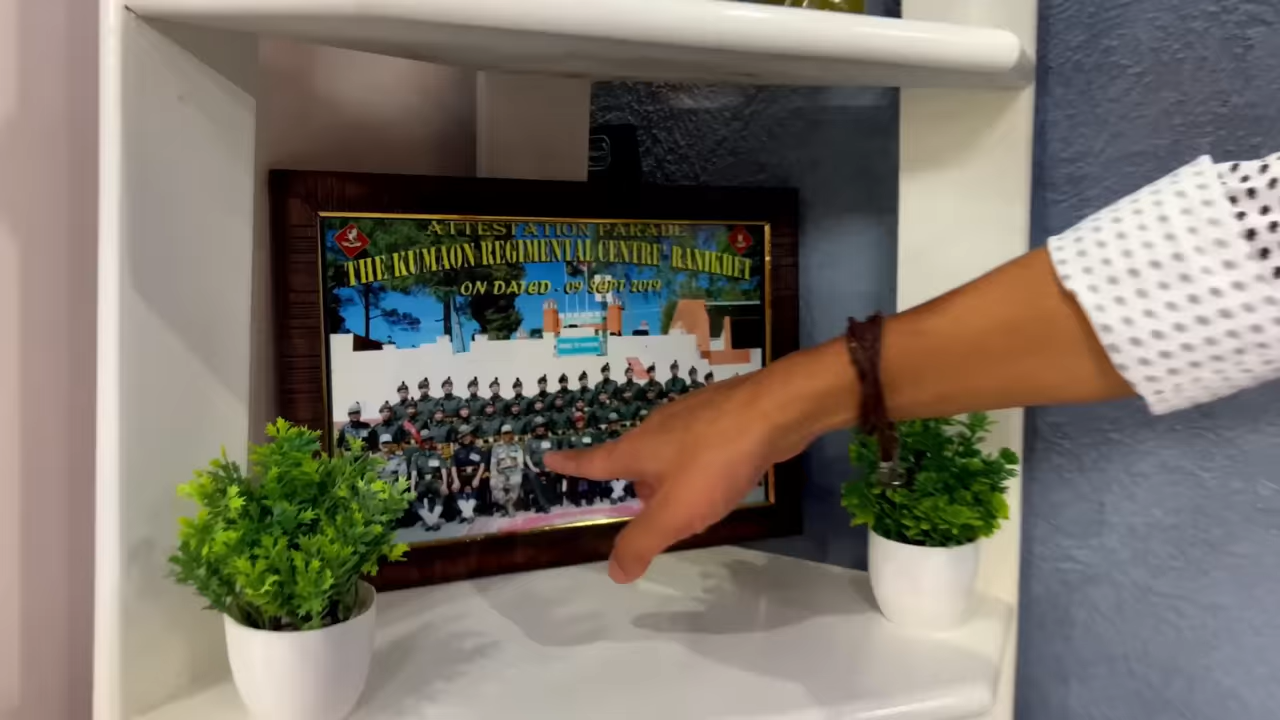 ATTESTATION PARADE
THE KUMAON REGIMENTAL CENTRE RANIKHET
ON DATED - 09 SEPT 2019